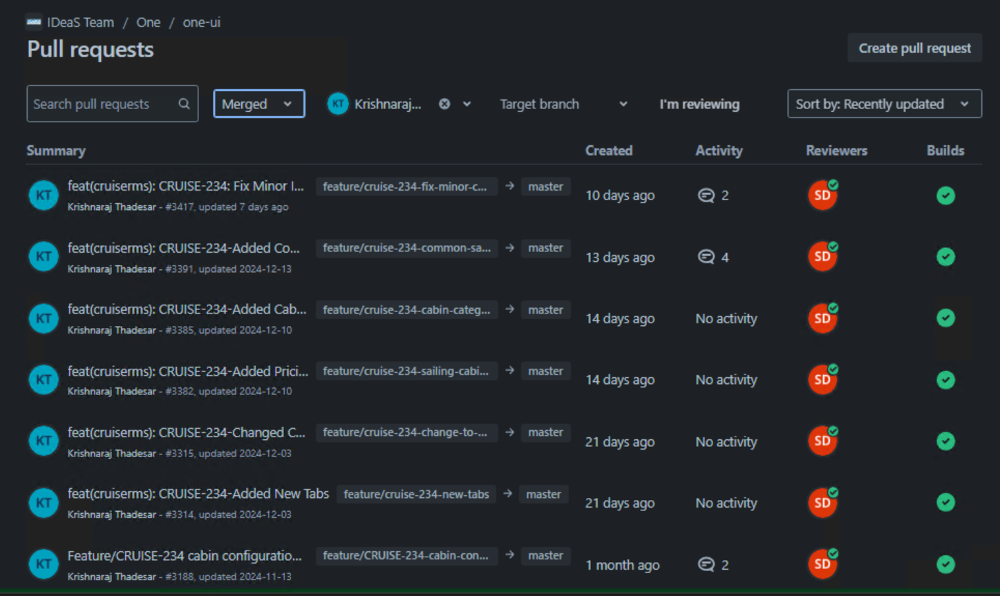 IDeaS Team / One / one-ui
Pull requests
Create pull request
Search pull requests
Merged
KT Krishnaraj...
Target branch
I'm reviewing
Sort by: Recently updated
Summary Created Activity Reviewers Builds
KT feat(cruiserms): CRUISE-234: Fix Minor I... feature/cruise-234-fix-minor-c... → master 10 days ago 2 SD
Krishnaraj Thadesar - #3417, updated 7 days ago
KT feat(cruiserms): CRUISE-234-Added Co... feature/cruise-234-common-sa... → master 13 days ago 4 SD
Krishnaraj Thadesar - #3391, updated 2024-12-13
KT feat(cruiserms): CRUISE-234-Added Cab... feature/cruise-234-cabin-categ... → master 14 days ago No activity SD
Krishnaraj Thadesar - #3385, updated 2024-12-10
KT feat(cruiserms): CRUISE-234-Added Prici... feature/cruise-234-sailing-cabi... → master 14 days ago No activity SD
Krishnaraj Thadesar - #3382, updated 2024-12-10
KT feat(cruiserms): CRUISE-234-Changed C... feature/cruise-234-change-to-... → master 21 days ago No activity SD
Krishnaraj Thadesar - #3315, updated 2024-12-03
KT feat(cruiserms): CRUISE-234-Added New Tabs feature/cruise-234-new-tabs → master 21 days ago No activity SD
Krishnaraj Thadesar - #3314, updated 2024-12-03
KT Feature/CRUISE-234 cabin configuratio... feature/CRUISE-234-cabin-con... → master 1 month ago 2 SD
Krishnaraj Thadesar - #3188, updated 2024-11-13